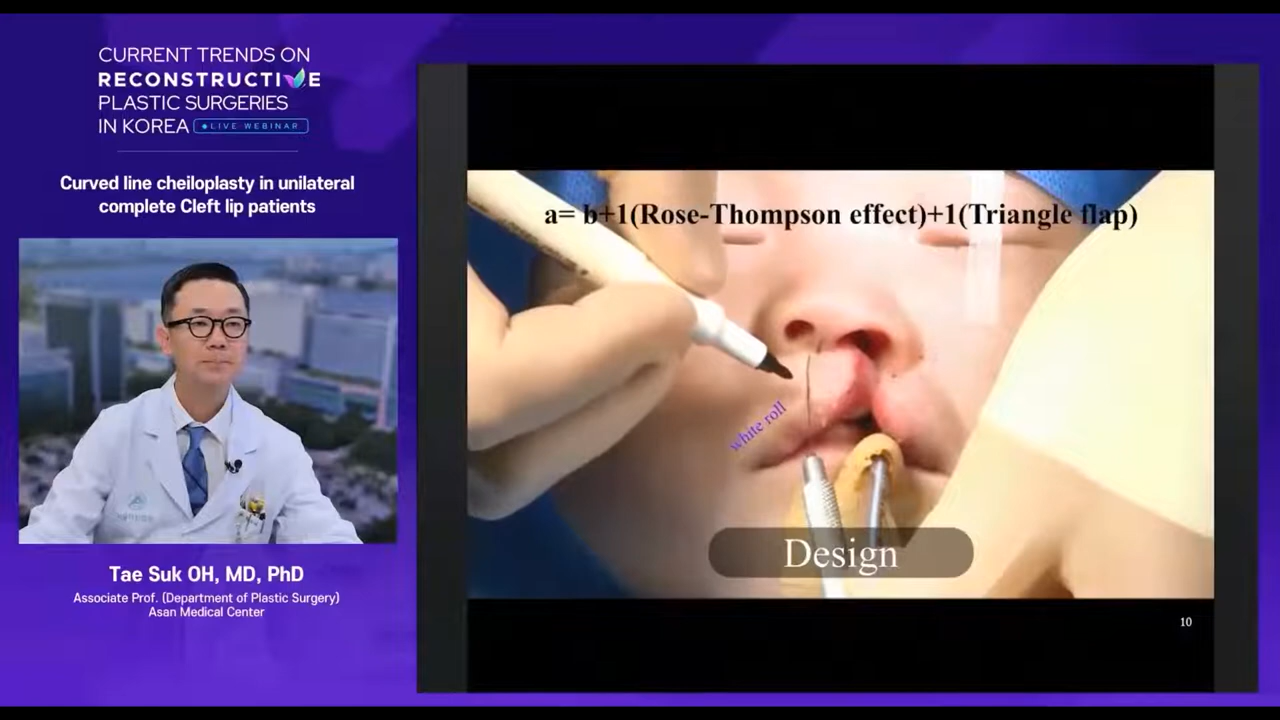 CURRENT TRENDS ON
RECONSTRUCTIVE
PLASTIC SURGERIES
IN KOREA LIVE WEBINAR
Curved line cheiloplasty in unilateral
complete Cleft lip patients
Tae Suk OH, MD, PhD
Associate Prof. (Department of Plastic Surgery)
Asan Medical Center
a= b+1(Rose-Thompson effect)+1(Triangle flap)
white roll
Design
10